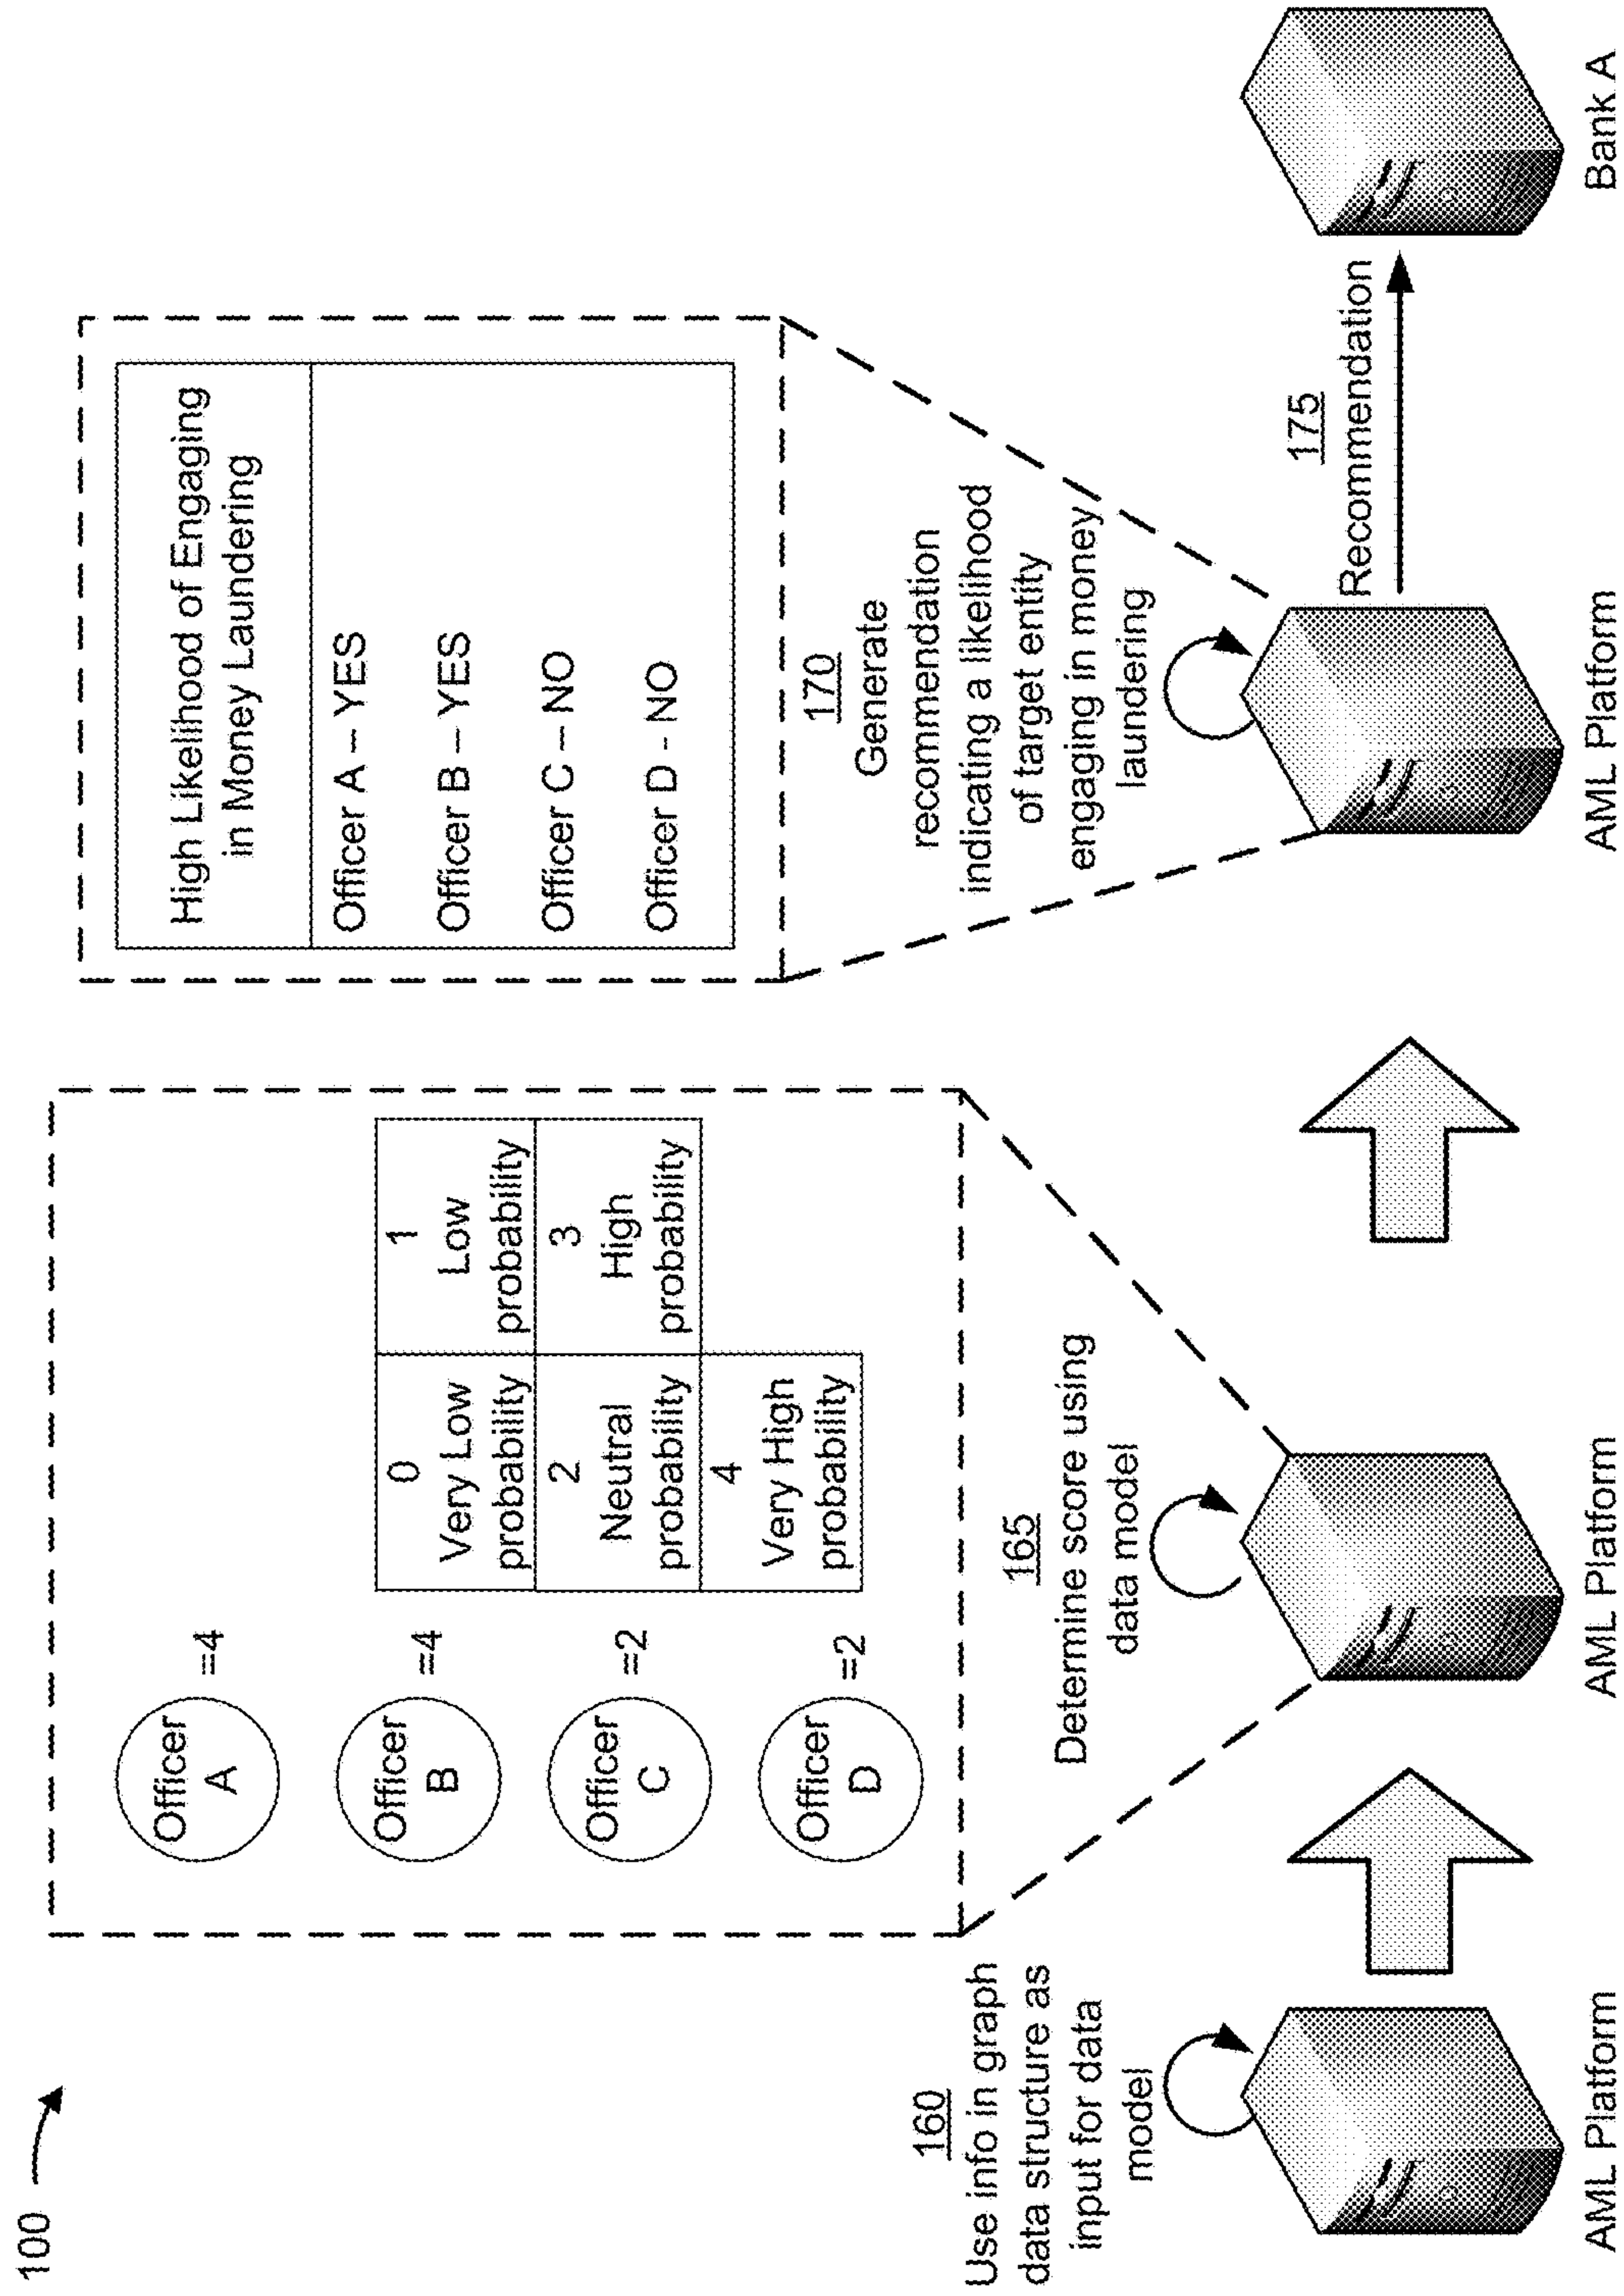 100
160
Use info in graph
data structure as
input for data
model
AML Platform
Officer
A
=4
Officer
B
=4
Officer
C
=2
Officer
D
=2
0
Very Low
probability
1
Low
probability
2
Neutral
probability
3
High
probability
4
Very High
probability
165
Determine score using
data model
AML Platform
High Likelihood of Engaging
in Money Laundering
Officer A – YES
Officer B – YES
Officer C – NO
Officer D - NO
170
Generate
recommendation
indicating a likelihood
of target entity
engaging in money
laundering
AML Platform
175
Recommendation
Bank A